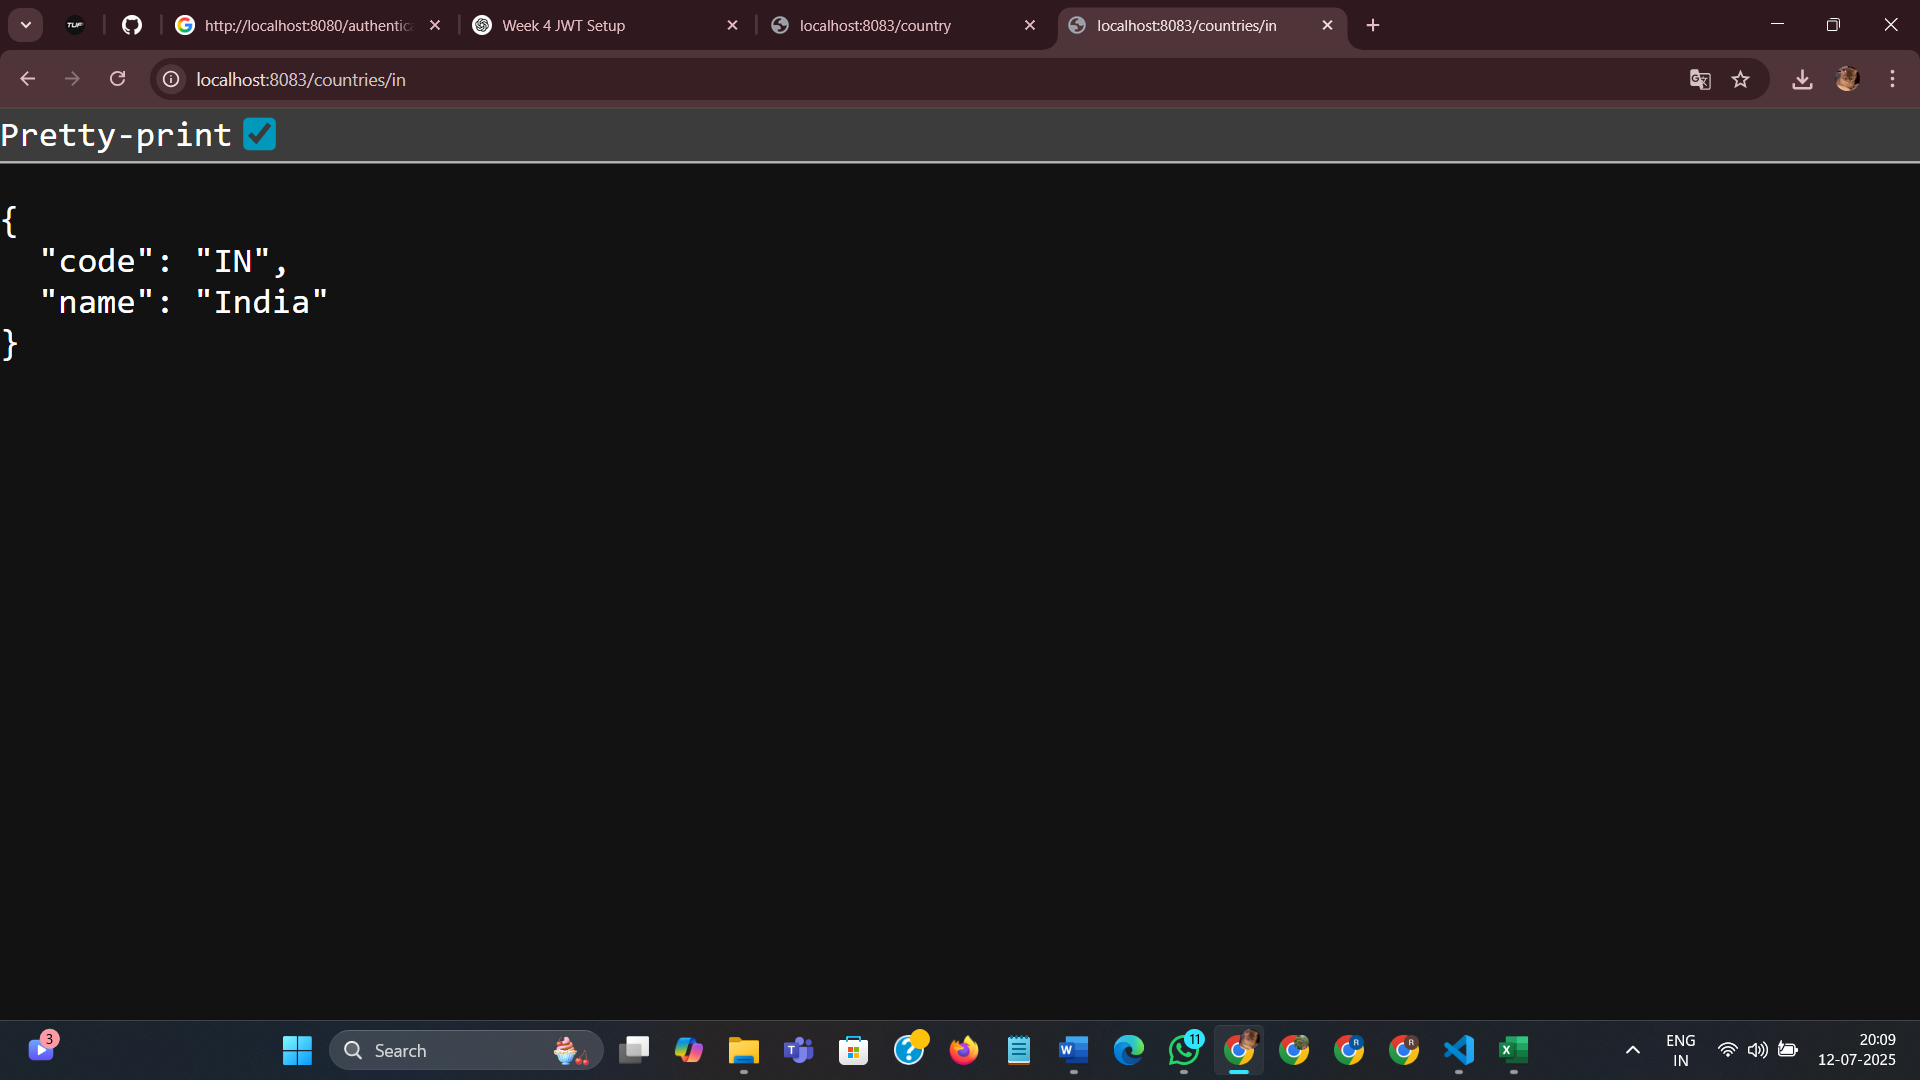 TUF
http://localhost:8080/authentic
Week 4 JWT Setup
localhost:8083/country
localhost:8083/countries/in
localhost:8083/countries/in
Pretty-print
{
  "code": "IN",
  "name": "India"
}
3
Search
11
R
R
ENG
IN
20:09
12-07-2025